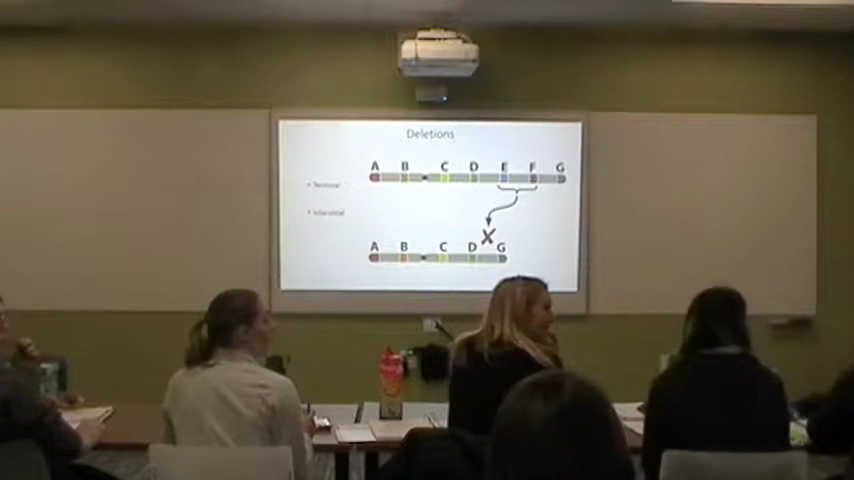 Deletions
A B C D E F G
• Terminal
• Interstitial
X
A B C D G